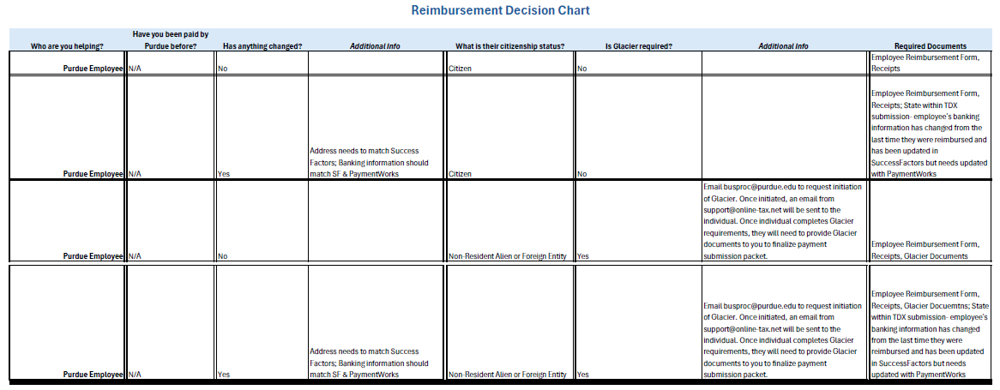 Reimbursement Decision Chart
Have you been paid by
Who are you helping? Purdue before? Has anything changed? Additional Info What is their citizenship status? Is Glacier required? Additional Info Required Documents
Employee Reimbursement Form,
Purdue Employee N/A No Citizen No Receipts
Employee Reimbursement Form,
Receipts; State within TDX
submission- employee's banking
information has changed from the
last time they were reimbursed and
Address needs to match Success has been updated in
Factors; Banking information should SuccessFactors but needs updated
Purdue Employee N/A Yes match SF & PaymentWorks Citizen No with PaymentWorks
Email busproc@purdue.edu to request initiation
of Glacier. Once initiated, an email from
support@online-tax.net will be sent to the
individual. Once individual completes Glacier
requirements, they will need to provide Glacier
documents to you to finalize payment Employee Reimbursement Form,
Purdue Employee N/A No Non-Resident Alien or Foreign Entity Yes submission packet. Receipts, Glacier Documents
Employee Reimbursement Form,
Email busproc@purdue.edu to request initiation Receipts, Glacier Docuemtns; State
of Glacier. Once initiated, an email from within TDX submission- employee's
support@online-tax.net will be sent to the banking information has changed
individual. Once individual completes Glacier from the last time they were
Address needs to match Success requirements, they will need to provide Glacier reimbursed and has been updated
Factors; Banking information should documents to you to finalize payment in SuccessFactors but needs
Purdue Employee N/A Yes match SF & PaymentWorks Non-Resident Alien or Foreign Entity Yes submission packet. updated with PaymentWorks